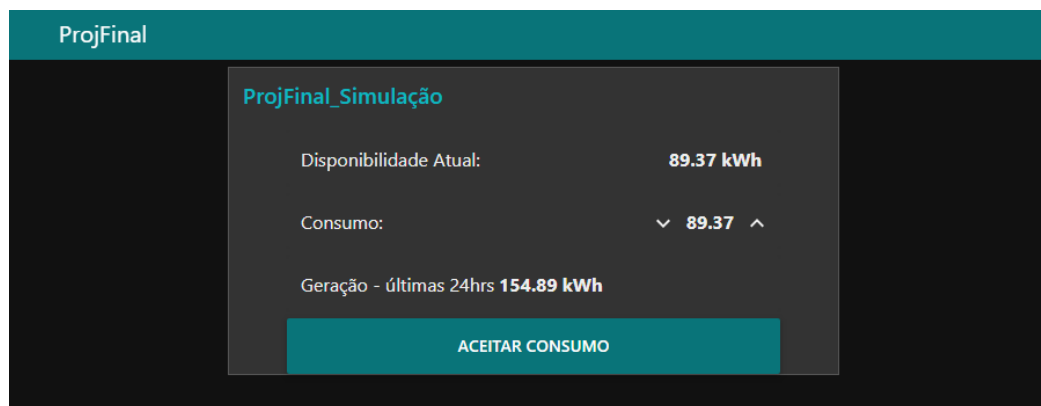 ProjFinal
ProjFinal_Simulação
Disponibilidade Atual: 89.37 kWh
Consumo: 89.37
Geração - últimas 24hrs 154.89 kWh
ACEITAR CONSUMO